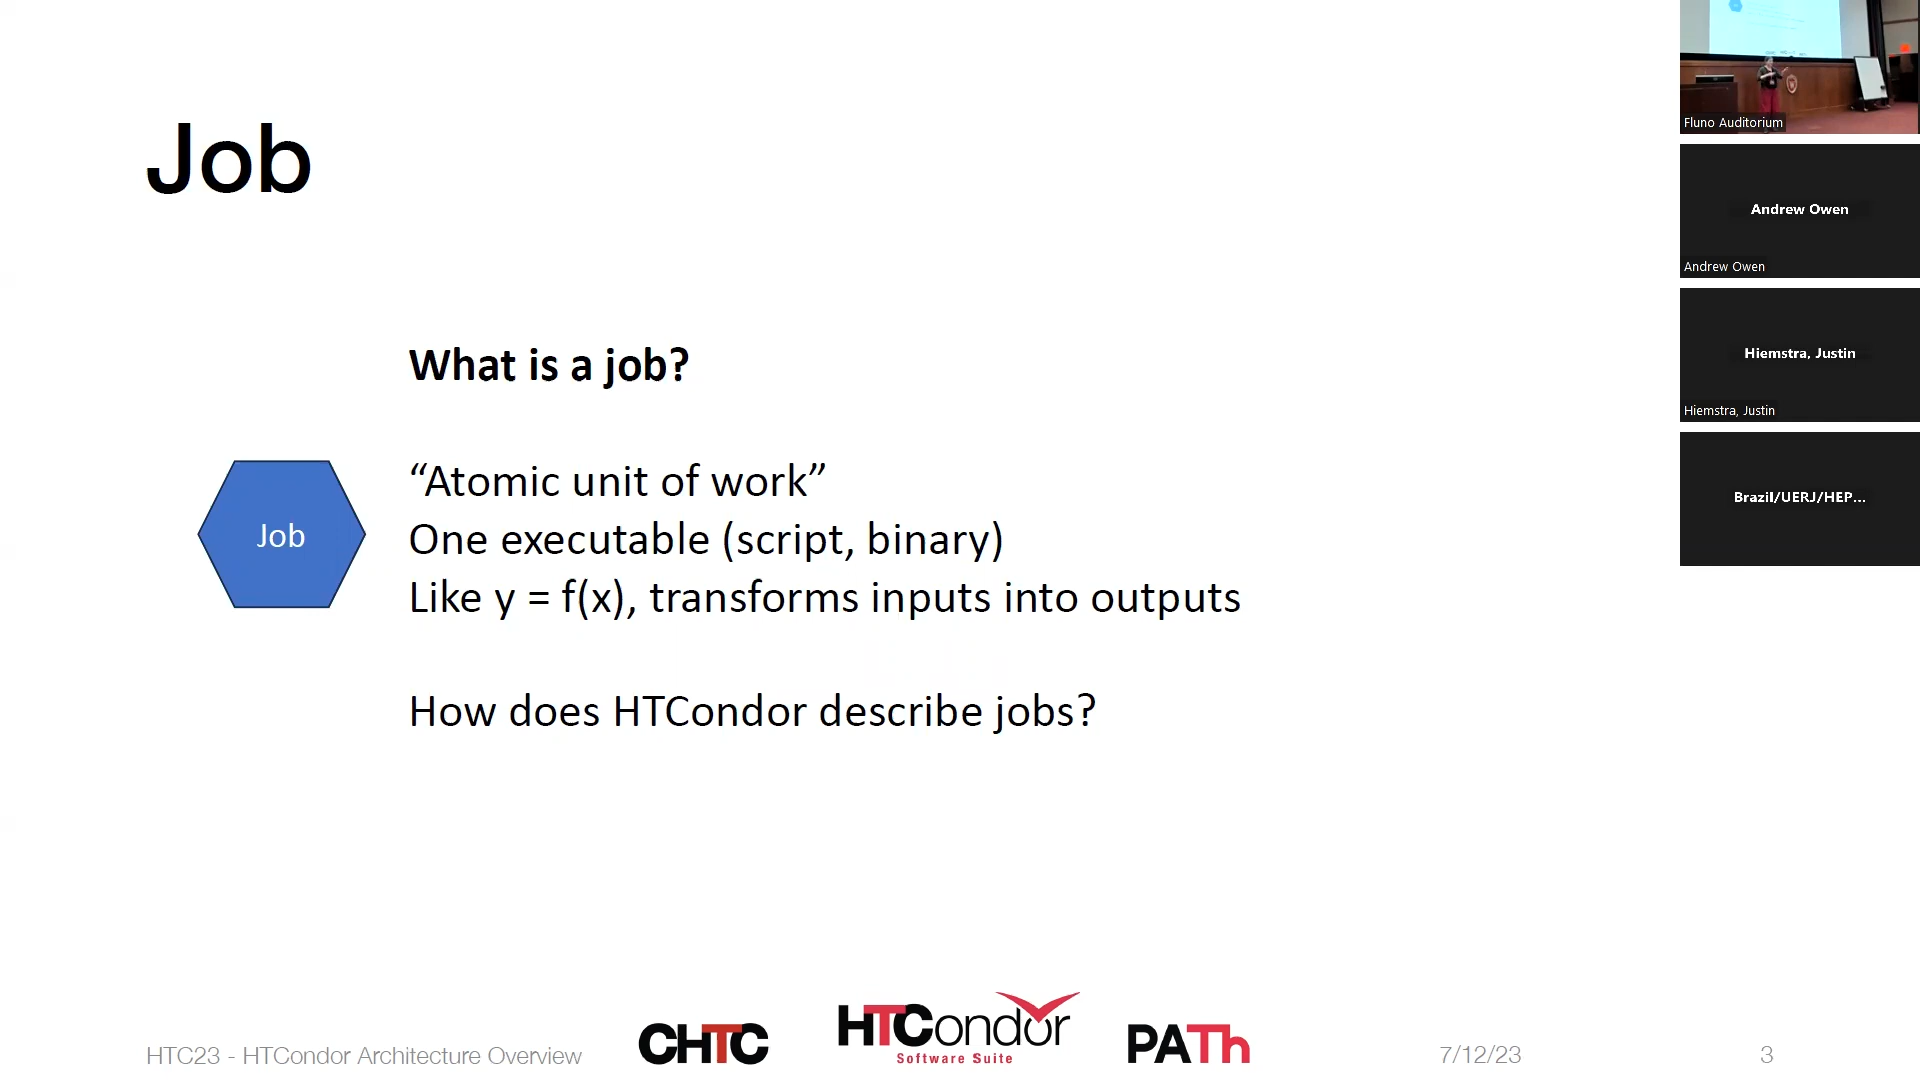 Job
What is a job?
“Atomic unit of work”
One executable (script, binary)
Like y = f(x), transforms inputs into outputs
How does HTCondor describe jobs?
Job
HTC23 - HTCondor Architecture Overview
CHTC
HTCondor
Software Suite
PATh
7/12/23
3
Fluno Auditorium
Andrew Owen
Andrew Owen
Hiemstra, Justin
Hiemstra, Justin
Brazil/UERJ/HEP...